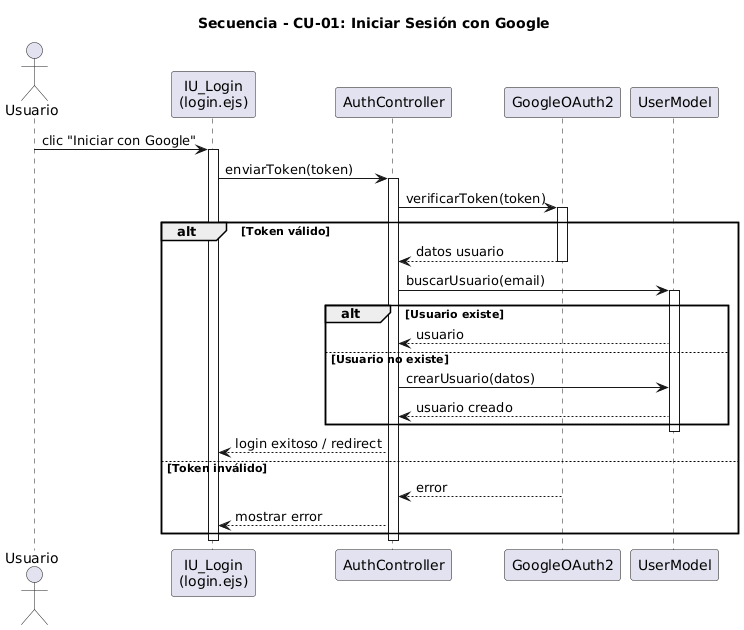 Secuencia - CU-01: Iniciar Sesión con Google
Usuario
IU_Login
(login.ejs)
AuthController
GoogleOAuth2
UserModel
clic "Iniciar con Google"
enviarToken(token)
verificarToken(token)
alt
[Token válido]
datos usuario
buscarUsuario(email)
alt
[Usuario existe]
usuario
[Usuario no existe]
crearUsuario(datos)
usuario creado
login exitoso / redirect
[Token inválido]
error
mostrar error
Usuario
IU_Login
(login.ejs)
AuthController
GoogleOAuth2
UserModel